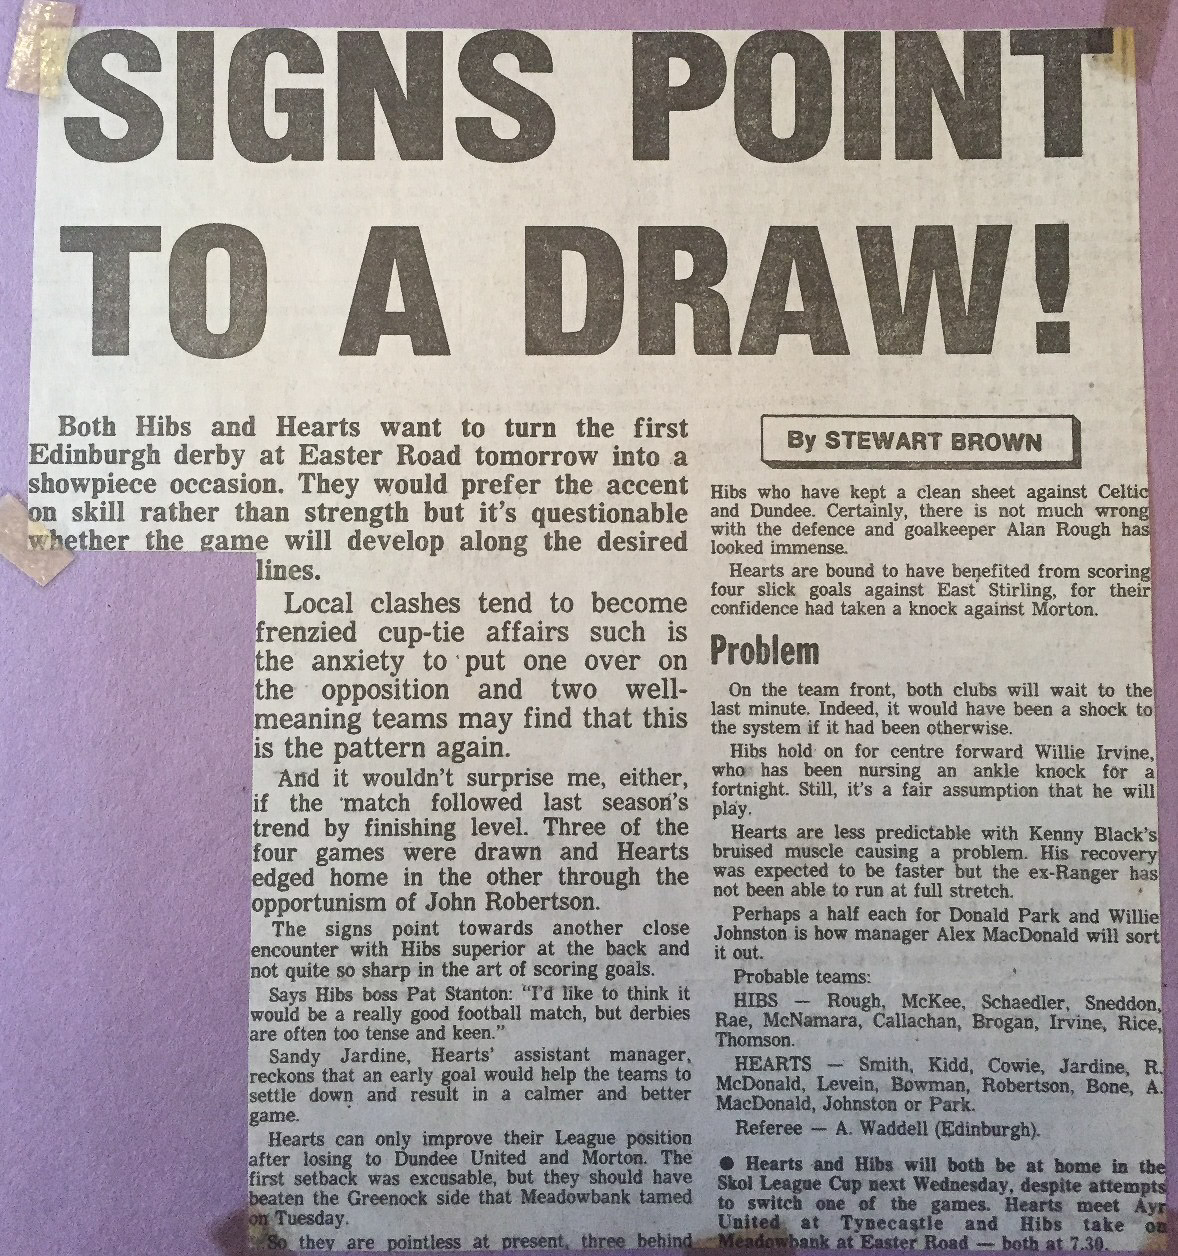 SIGNS POINT
TO A DRAW!
Both Hibs and Hearts want to turn the first
Edinburgh derby at Easter Road tomorrow into a
showpiece occasion. They would prefer the accent
on skill rather than strength but it's questionable
whether the game will develop along the desired
lines.
Local clashes tend to become
frenzied cup-tie affairs such is
the anxiety to put one over on
the opposition and two well-
meaning teams may find that this
is the pattern again.
And it wouldn't surprise me, either,
if the match followed last season's
trend by finishing level. Three of the
four games were drawn and Hearts
edged home in the other through the
opportunism of John Robertson.
The signs point towards another close
encounter with Hibs superior at the back and
not quite so sharp in the art of scoring goals.
Says Hibs boss Pat Stanton: "I'd like to think it
would be a really good football match, but derbies
are often too tense and keen."
Sandy Jardine, Hearts' assistant manager,
reckons that an early goal would help the teams to
settle down and result in a calmer and better
game.
Hearts can only improve their League position
after losing to Dundee United and Morton. The
first setback was excusable, but they should have
beaten the Greenock side that Meadowbank tamed
on Tuesday.
So they are pointless at present, three behind
By STEWART BROWN
Hibs who have kept a clean sheet against Celtic
and Dundee. Certainly, there is not much wrong
with the defence and goalkeeper Alan Rough has
looked immense.
Hearts are bound to have benefited from scoring
four slick goals against East Stirling, for their
confidence had taken a knock against Morton.
Problem
On the team front, both clubs will wait to the
last minute. Indeed, it would have been a shock to
the system if it had been otherwise.
Hibs hold on for centre forward Willie Irvine,
who has been nursing an ankle knock for a
fortnight. Still, it's a fair assumption that he will
play.
Hearts are less predictable with Kenny Black's
bruised muscle causing a problem. His recovery
was expected to be faster but the ex-Ranger has
not been able to run at full stretch.
Perhaps a half each for Donald Park and Willie
Johnston is how manager Alex MacDonald will sort
it out.
Probable teams:
HIBS — Rough, McKee, Schaedler, Sneddon,
Rae, McNamara, Callachan, Brogan, Irvine, Rice,
Thomson.
HEARTS — Smith, Kidd, Cowie, Jardine, R.
McDonald, Levein, Bowman, Robertson, Bone, A.
MacDonald, Johnston or Park.
Referee — A. Waddell (Edinburgh).
● Hearts and Hibs will both be at home in the
Skol League Cup next Wednesday, despite attempts
to switch one of the games. Hearts meet Ayr
United at Tynecastle and Hibs take on
Meadowbank at Easter Road — both at 7.30.